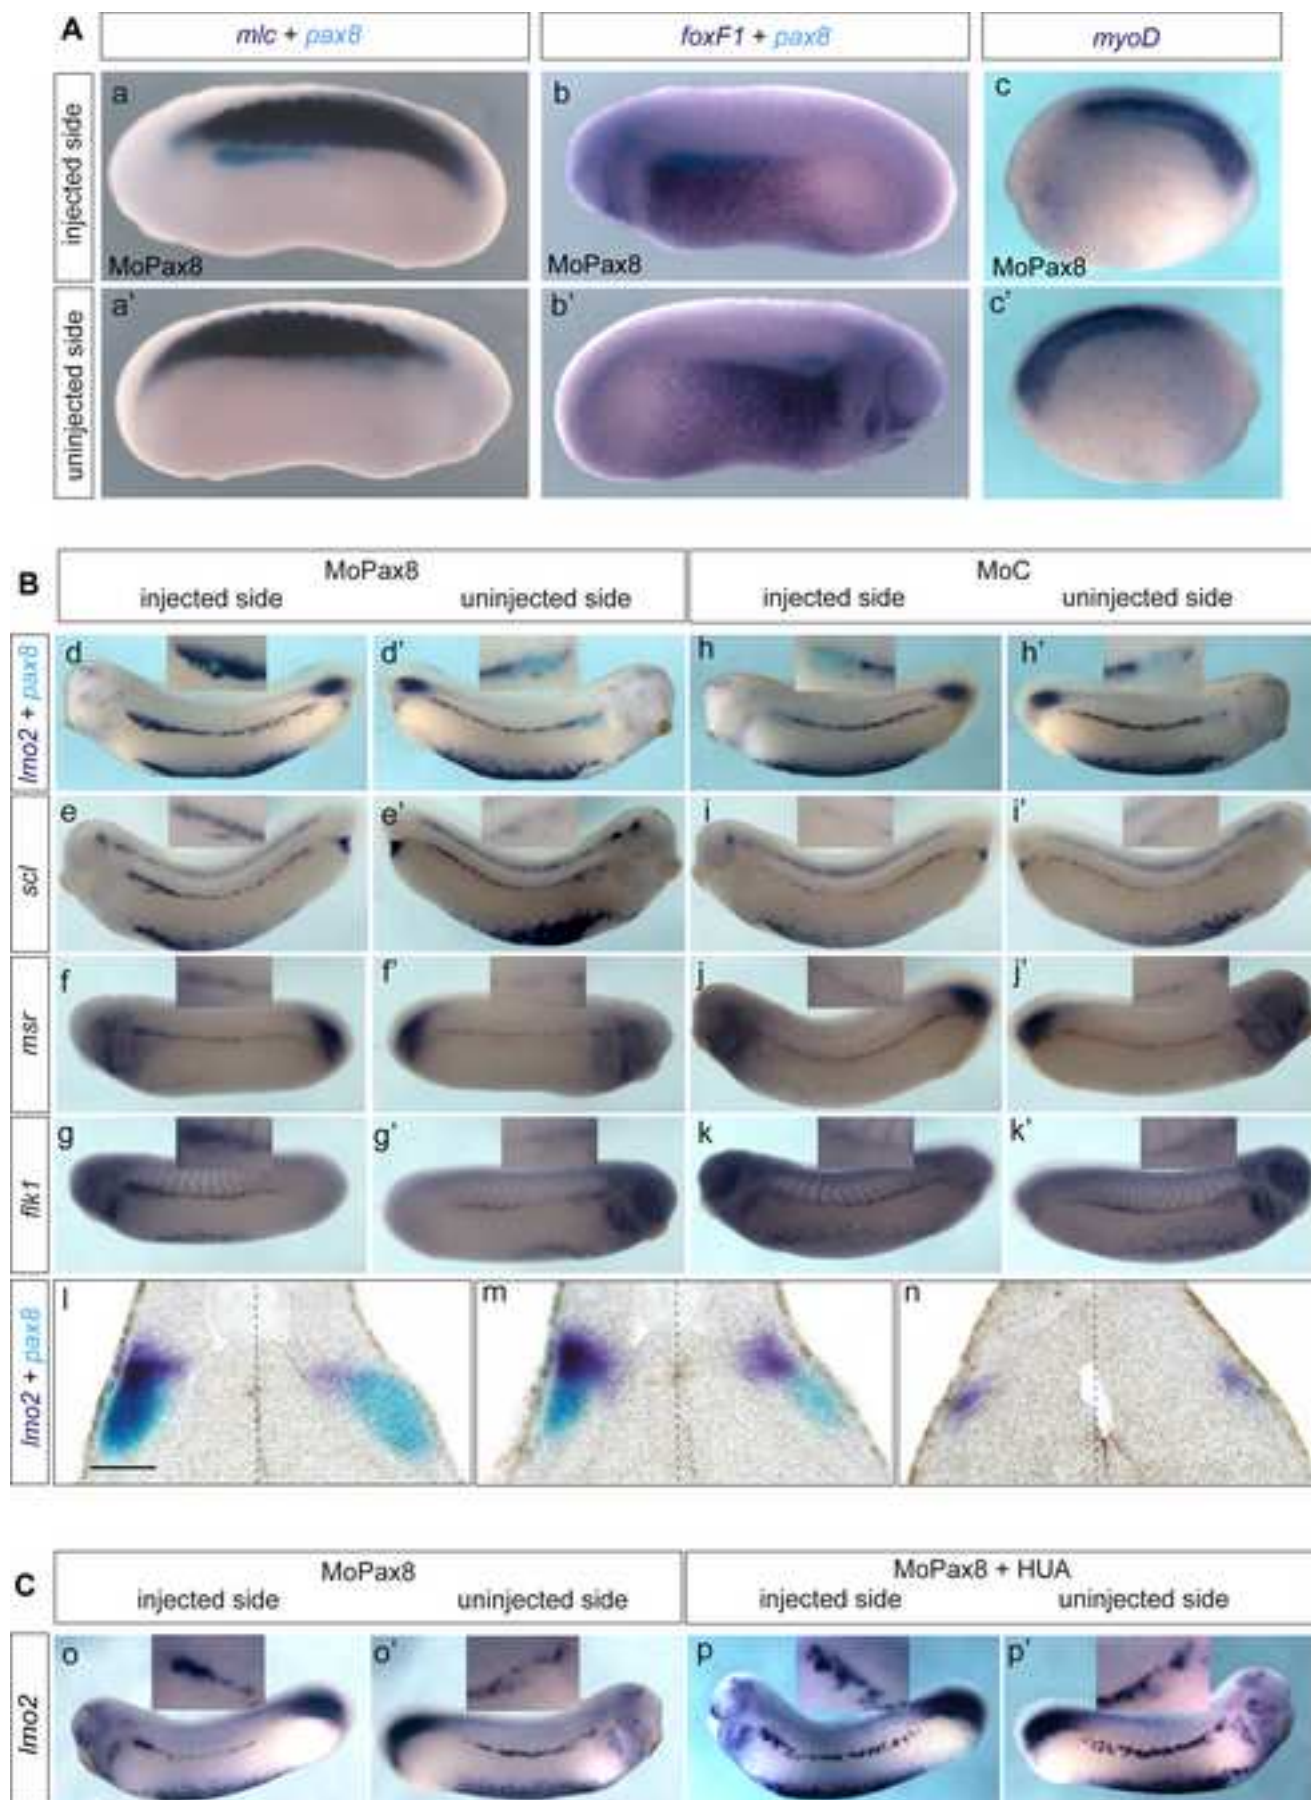 A
mlc + pax8
foxF1 + pax8
myoD
injected side
a
b
c
MoPax8
MoPax8
MoPax8
uninjected side
a'
b'
c'
B
MoPax8
MoC
injected side
uninjected side
injected side
uninjected side
lmo2 + pax8
d
d'
h
h'
scl
e
e'
i
i'
msr
f
f'
j
j'
flk1
g
g'
k
k'
lmo2 + pax8
l
m
n
C
MoPax8
MoPax8 + HUA
injected side
uninjected side
injected side
uninjected side
lmo2
o
o'
p
p'